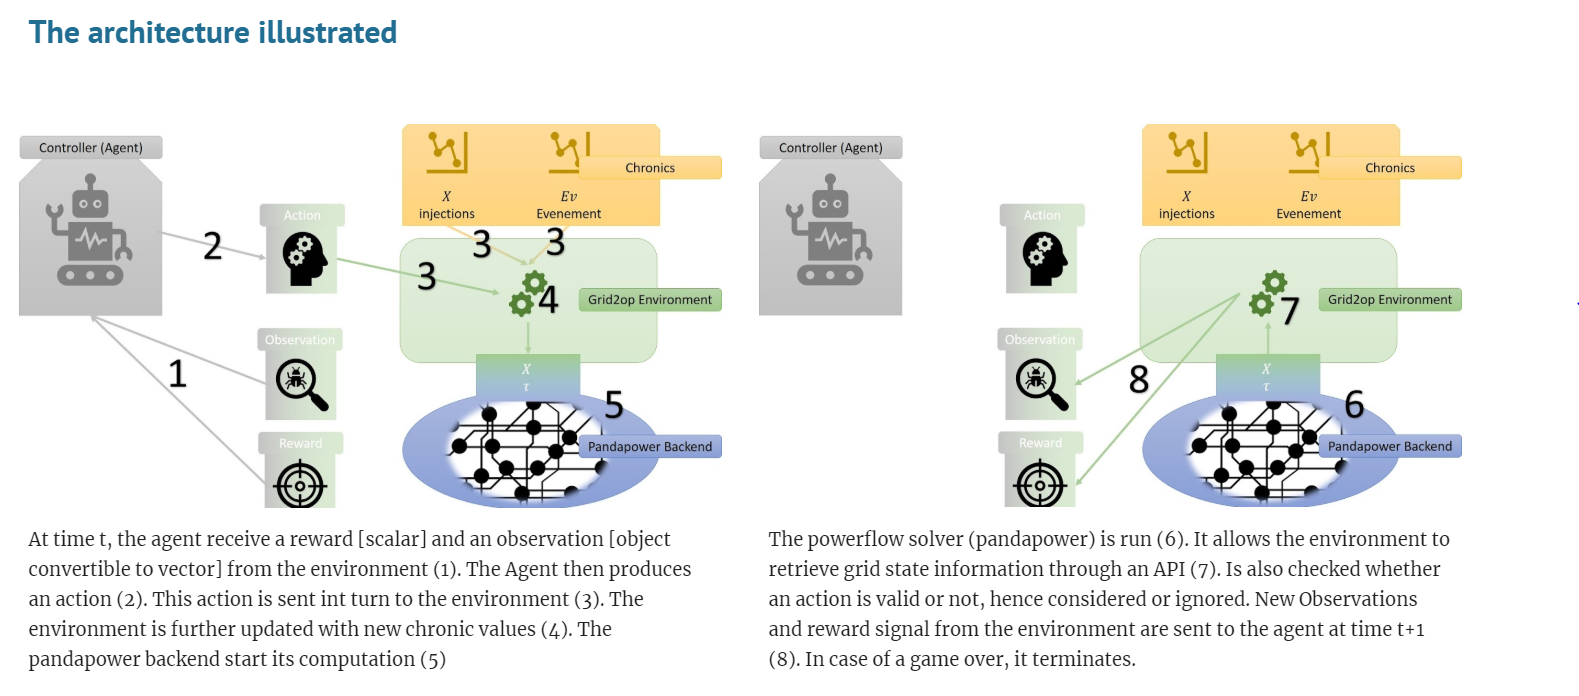 The architecture illustrated
Controller (Agent)
2
Action
1
Observation
Reward
X
injections
Ev
Evenement
Chronics
3
3
3
4
Grid2op Environment
X
τ
5
Pandapower Backend
At time t, the agent receive a reward [scalar] and an observation [object
convertible to vector] from the environment (1). The Agent then produces
an action (2). This action is sent int turn to the environment (3). The
environment is further updated with new chronic values (4). The
pandapower backend start its computation (5)
Controller (Agent)
Action
Observation
Reward
X
injections
Ev
Evenement
Chronics
7
Grid2op Environment
8
X
τ
6
Pandapower Backend
The powerflow solver (pandapower) is run (6). It allows the environment to
retrieve grid state information through an API (7). Is also checked whether
an action is valid or not, hence considered or ignored. New Observations
and reward signal from the environment are sent to the agent at time t+1
(8). In case of a game over, it terminates.